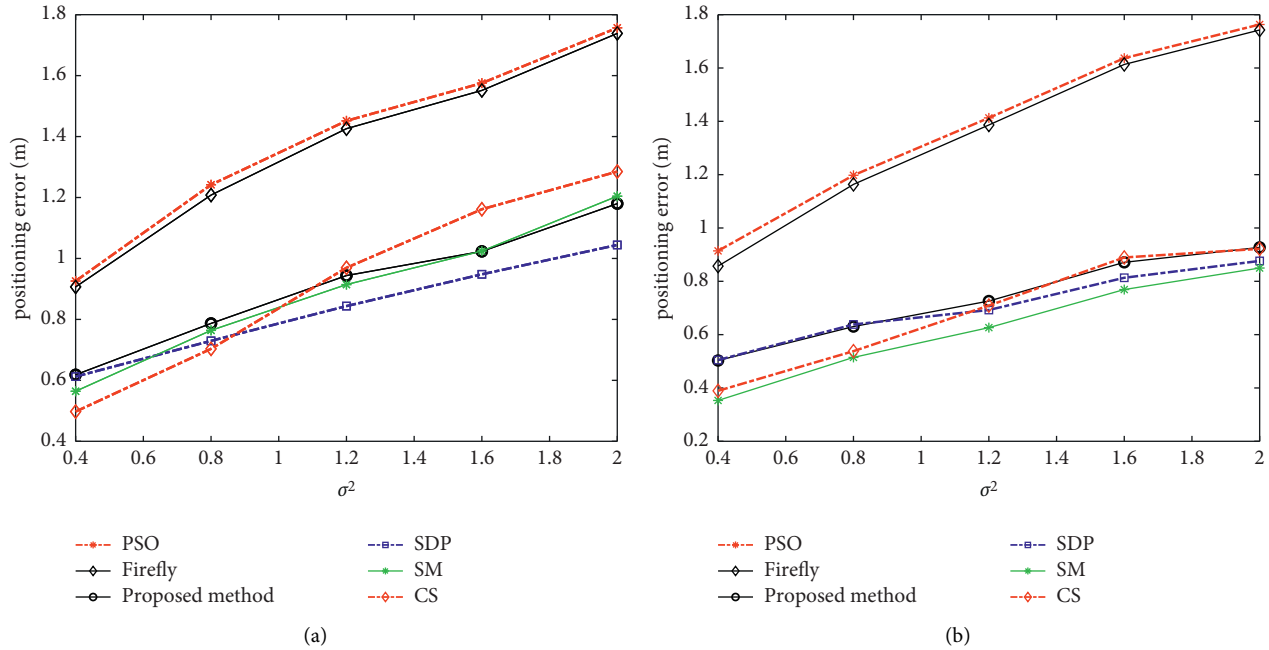 1.8
1.6
1.4
1.2
1
0.8
0.6
0.4
positioning error (m)
0.4 0.6 0.8 1 1.2 1.4 1.6 1.8 2
σ²
PSO
Firefly
Proposed method
SDP
SM
CS
(a)
1.8
1.6
1.4
1.2
1
0.8
0.6
0.4
0.2
positioning error (m)
0.4 0.6 0.8 1 1.2 1.4 1.6 1.8 2
σ²
PSO
Firefly
Proposed method
SDP
SM
CS
(b)